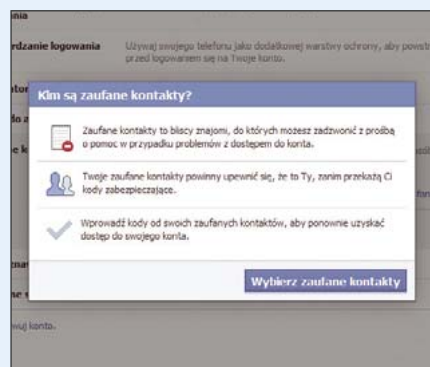 rdzanie logowania
Używaj swojego telefonu jako dodatkowej warstwy ochrony, aby powstr
przed logowaniem się na Twoje konto.
Kim są zaufane kontakty?
Zaufane kontakty to bliscy znajomi, do których możesz zadzwonić z prośbą
o pomoc w przypadku problemów z dostępem do konta.
Twoje zaufane kontakty powinny upewnić się, że to Ty, zanim przekażą Ci
kody zabezpieczające.
Wprowadź kody od swoich zaufanych kontaktów, aby ponownie uzyskać
dostęp do swojego konta.
Wybierz zaufane kontakty
wuj konto.